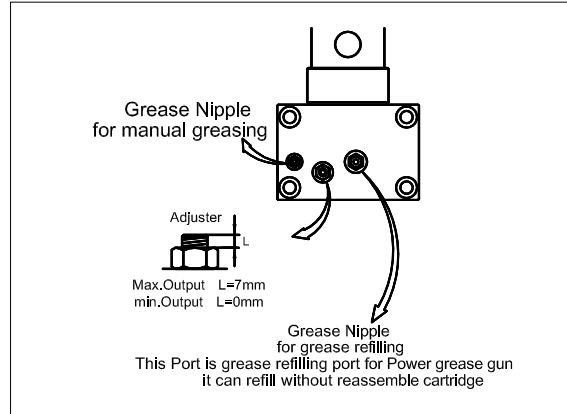 Grease Nipple
for manual greasing
Adjuster
L
Max.Output L=7mm
min.Output L=0mm
Grease Nipple
for grease refilling
This Port is grease refilling port for Power grease gun
it can refill without reassemble cartridge